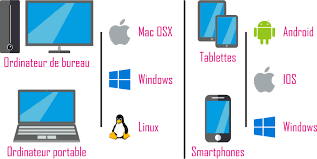 Ordinateur de bureau
Mac OSX
Windows
Linux
Ordinateur portable
Tablettes
Android
IOS
Windows
Smartphones